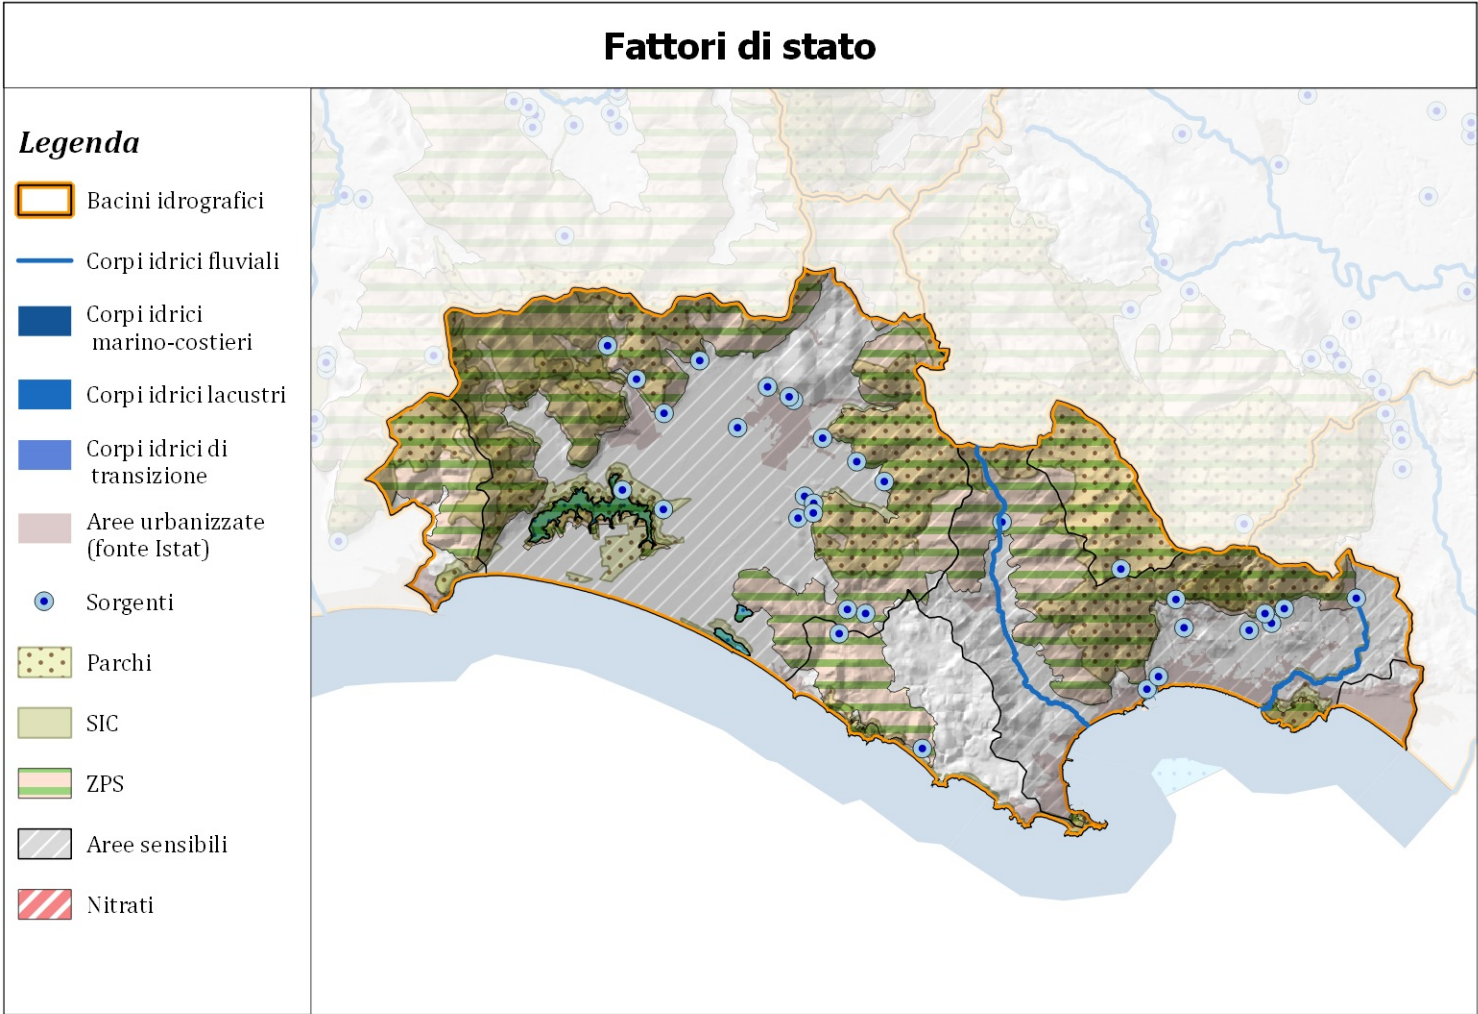 Fattori di stato
Legenda
Bacini idrografici
Corpi idrici fluviali
Corpi idrici
marino-costieri
Corpi idrici lacustri
Corpi idrici di
transizione
Aree urbanizzate
(fonte Istat)
Sorgenti
Parchi
SIC
ZPS
Aree sensibili
Nitrati